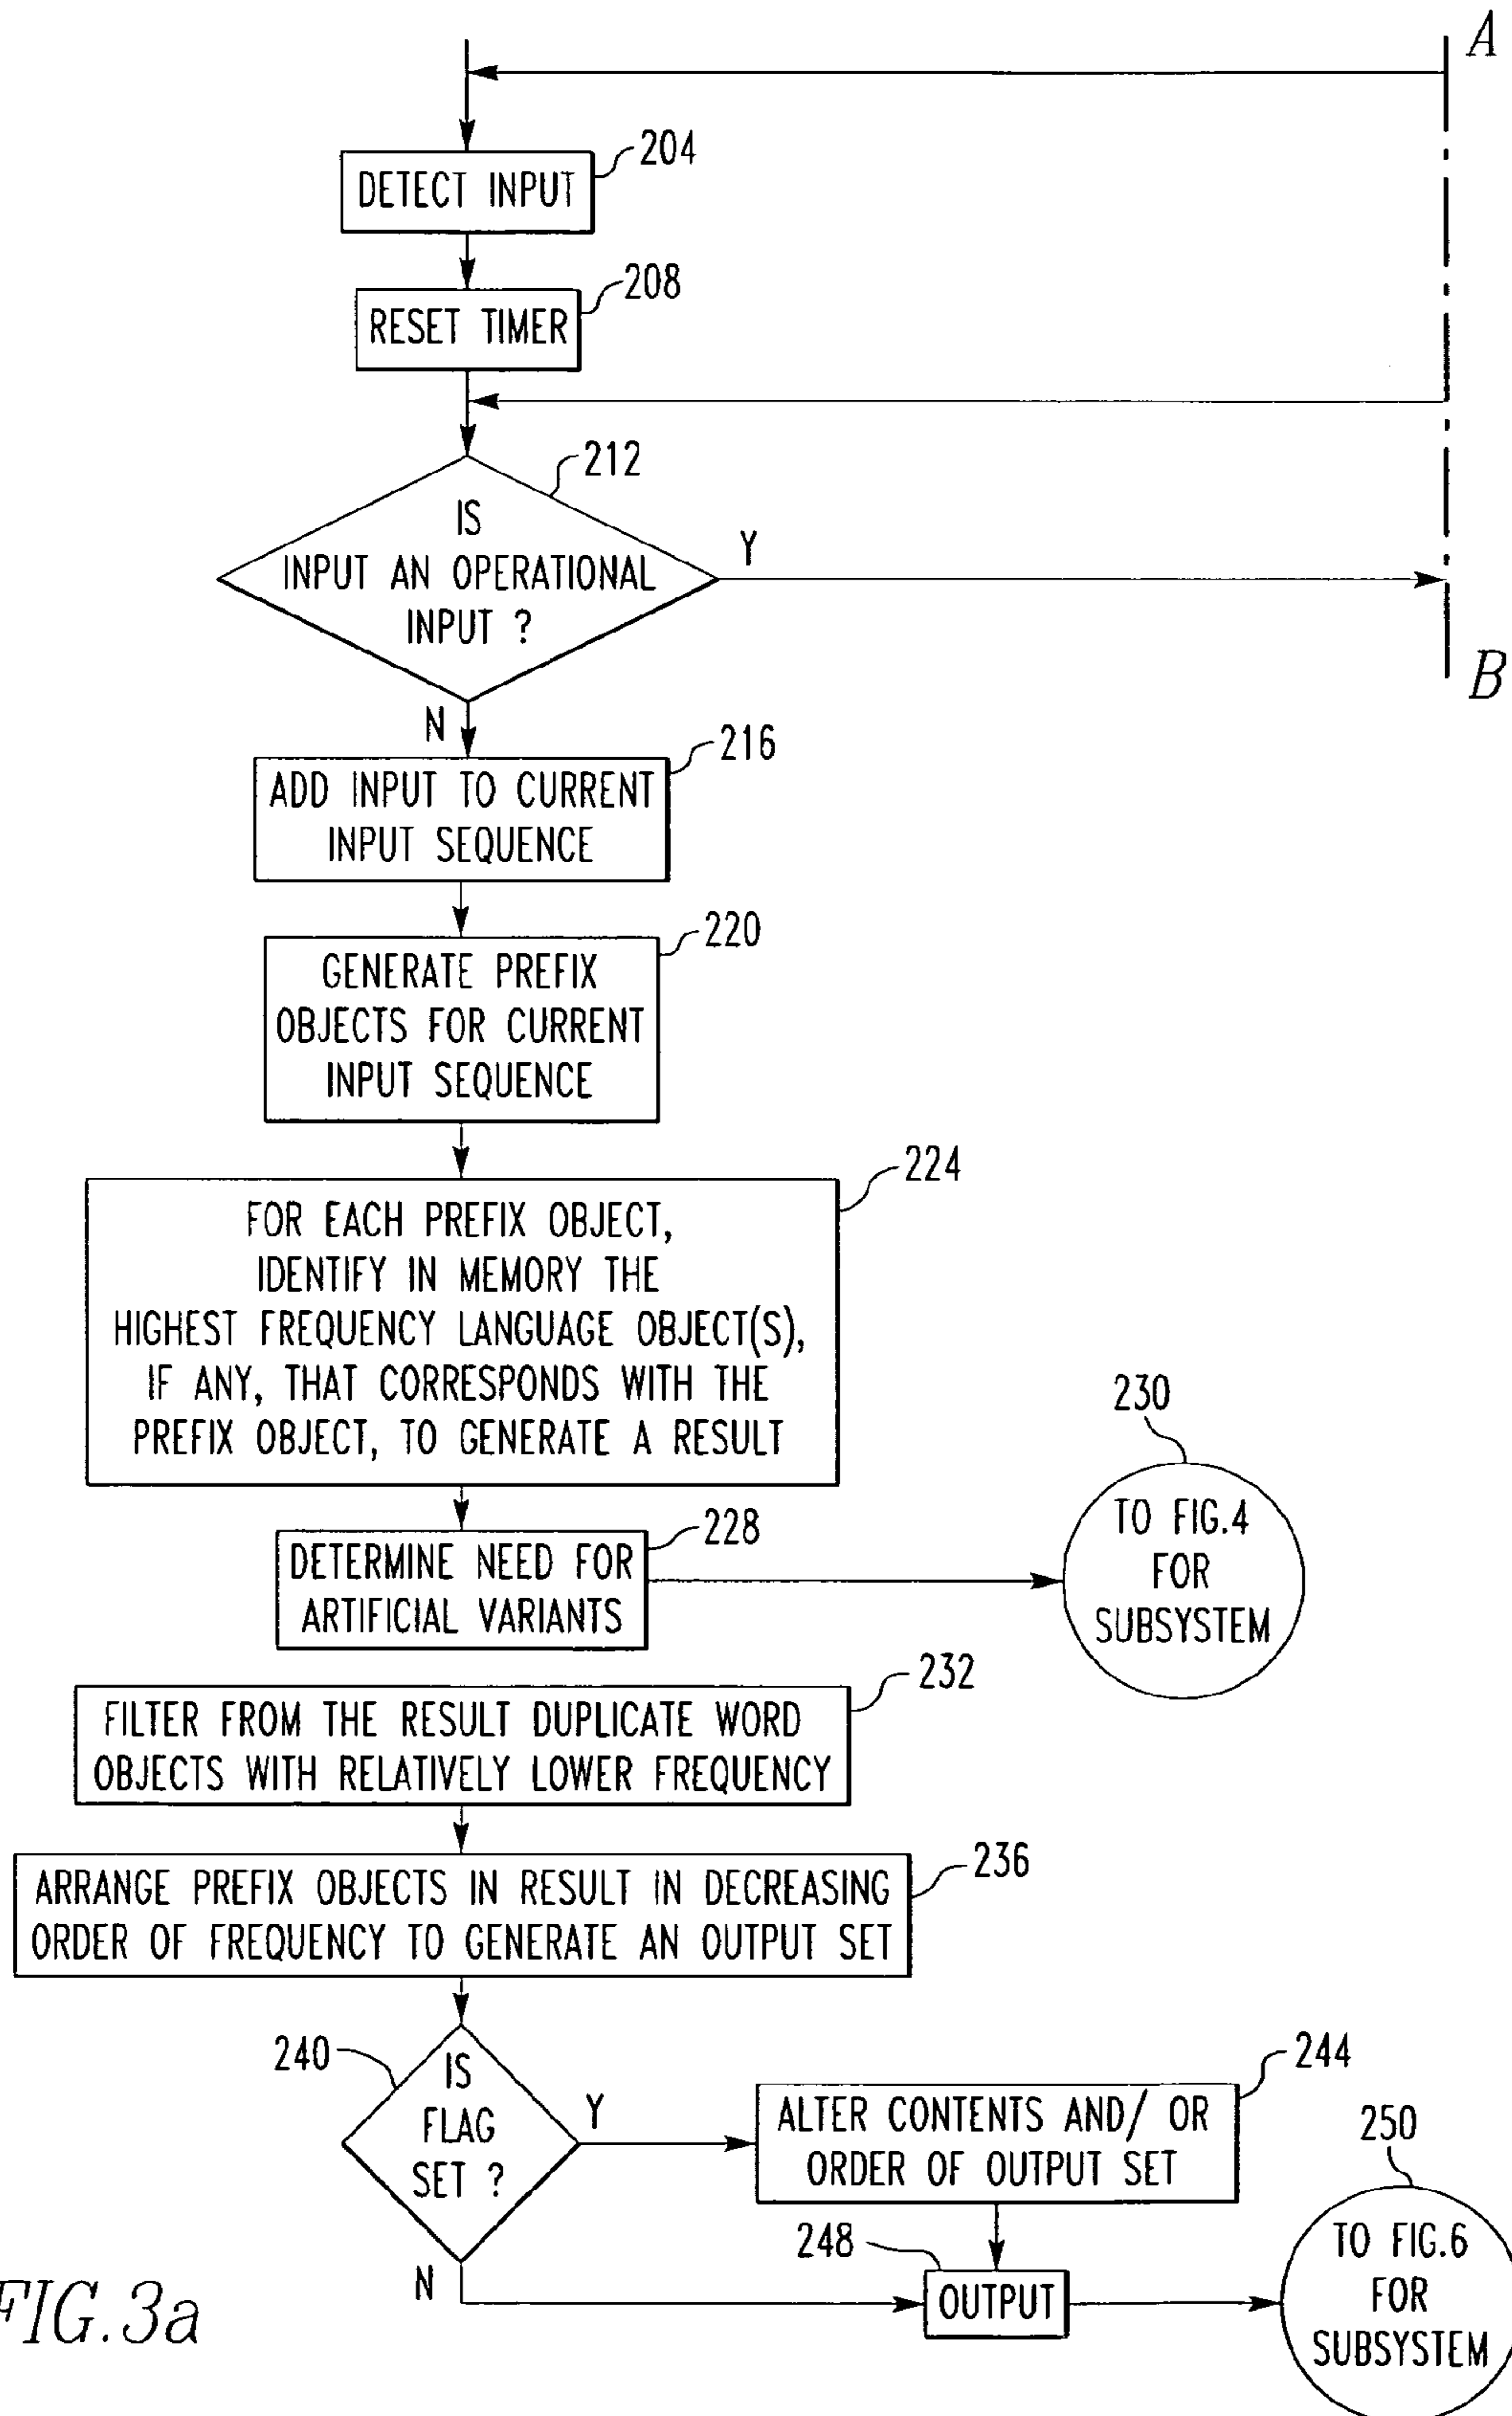 A
204
DETECT INPUT
208
RESET TIMER
212
IS
INPUT AN OPERATIONAL
INPUT ?
Y
B
N
216
ADD INPUT TO CURRENT
INPUT SEQUENCE
220
GENERATE PREFIX
OBJECTS FOR CURRENT
INPUT SEQUENCE
224
FOR EACH PREFIX OBJECT,
IDENTIFY IN MEMORY THE
HIGHEST FREQUENCY LANGUAGE OBJECT(S),
IF ANY, THAT CORRESPONDS WITH THE
PREFIX OBJECT, TO GENERATE A RESULT
230
TO FIG.4
FOR
SUBSYSTEM
228
DETERMINE NEED FOR
ARTIFICIAL VARIANTS
232
FILTER FROM THE RESULT DUPLICATE WORD
OBJECTS WITH RELATIVELY LOWER FREQUENCY
236
ARRANGE PREFIX OBJECTS IN RESULT IN DECREASING
ORDER OF FREQUENCY TO GENERATE AN OUTPUT SET
240
IS
FLAG
SET ?
Y
244
ALTER CONTENTS AND/ OR
ORDER OF OUTPUT SET
N
248
OUTPUT
250
TO FIG.6
FOR
SUBSYSTEM
FIG.3a